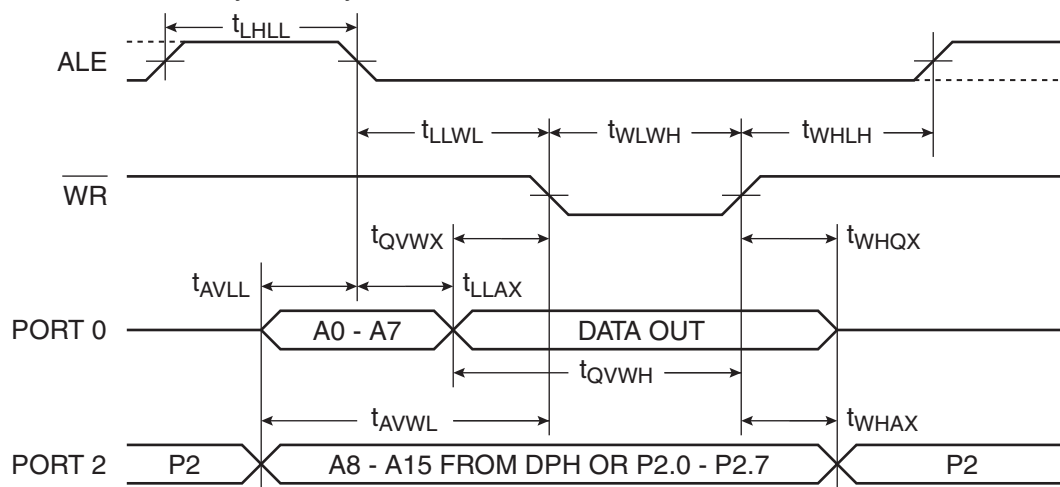 tLHLL
ALE
tLLWL tWLWH tWHLH
WR
tQVWX tWHQX
tAVLL tLLAX
PORT 0 A0 - A7 DATA OUT
tQVWH
tAVWL tWHAX
PORT 2 P2 A8 - A15 FROM DPH OR P2.0 - P2.7 P2